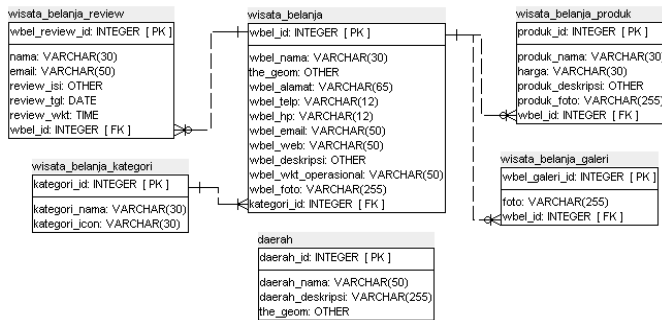 wisata_belanja_review
wbel_review_id: INTEGER [ PK ]
nama: VARCHAR(30)
email: VARCHAR(50)
review_isi: OTHER
review_tgl: DATE
review_wkt: TIME
wbel_id: INTEGER [ FK ]
wisata_belanja
wbel_id: INTEGER [ PK ]
wbel_nama: VARCHAR(30)
the_geom: OTHER
wbel_alamat: VARCHAR(65)
wbel_telp: VARCHAR(12)
wbel_hp: VARCHAR(12)
wbel_email: VARCHAR(50)
wbel_web: VARCHAR(50)
wbel_deskripsi: OTHER
wbel_wkt_operasional: VARCHAR(50)
wbel_foto: VARCHAR(255)
kategori_id: INTEGER [ FK ]
wisata_belanja_produk
produk_id: INTEGER [ PK ]
produk_nama: VARCHAR(30)
harga: VARCHAR(30)
produk_deskripsi: OTHER
produk_foto: VARCHAR(255)
wbel_id: INTEGER [ FK ]
wisata_belanja_kategori
kategori_id: INTEGER [ PK ]
kategori_nama: VARCHAR(30)
kategori_icon: VARCHAR(30)
wisata_belanja_galeri
wbel_galeri_id: INTEGER [ PK ]
foto: VARCHAR(255)
wbel_id: INTEGER [ FK ]
daerah
daerah_id: INTEGER [ PK ]
daerah_nama: VARCHAR(50)
daerah_deskripsi: VARCHAR(255)
the_geom: OTHER